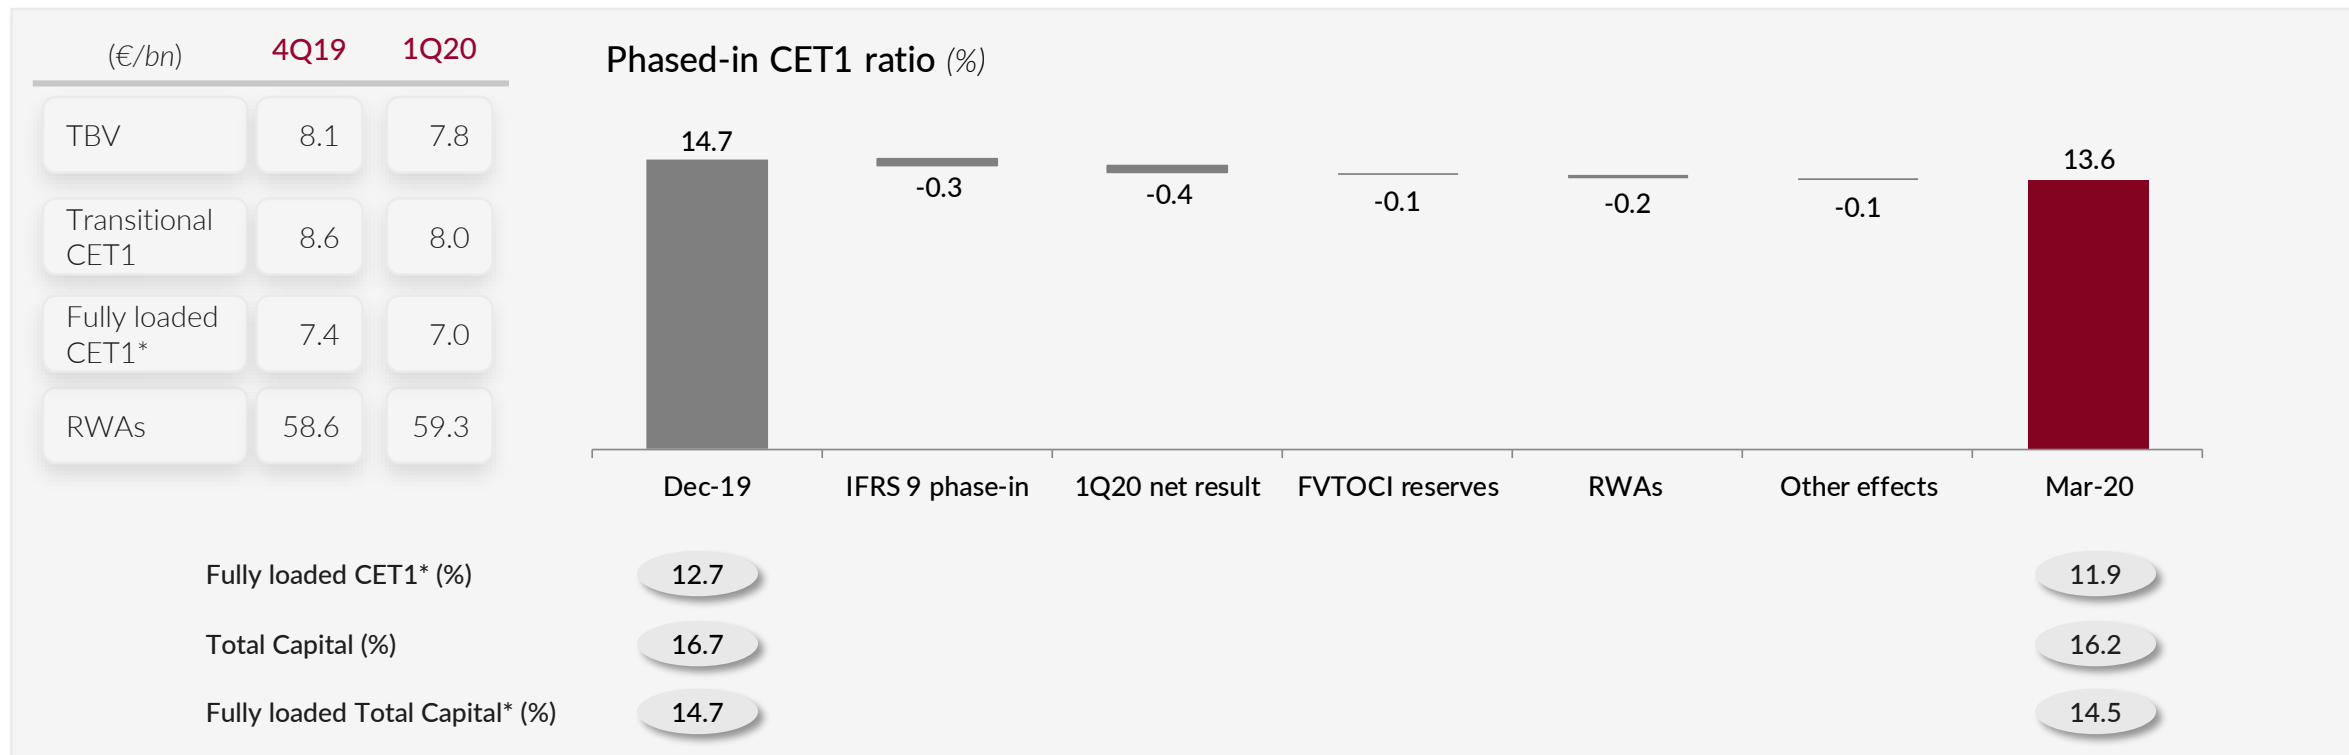 (€/bn) 4Q19 1Q20
TBV 8.1 7.8
Transitional
CET1 8.6 8.0
Fully loaded
CET1* 7.4 7.0
RWAs 58.6 59.3
Phased-in CET1 ratio (%)
14.7 -0.3 -0.4 -0.1 -0.2 -0.1 13.6
Dec-19 IFRS 9 phase-in 1Q20 net result FVTOCI reserves RWAs Other effects Mar-20
Fully loaded CET1* (%) 12.7 11.9
Total Capital (%) 16.7 16.2
Fully loaded Total Capital* (%) 14.7 14.5